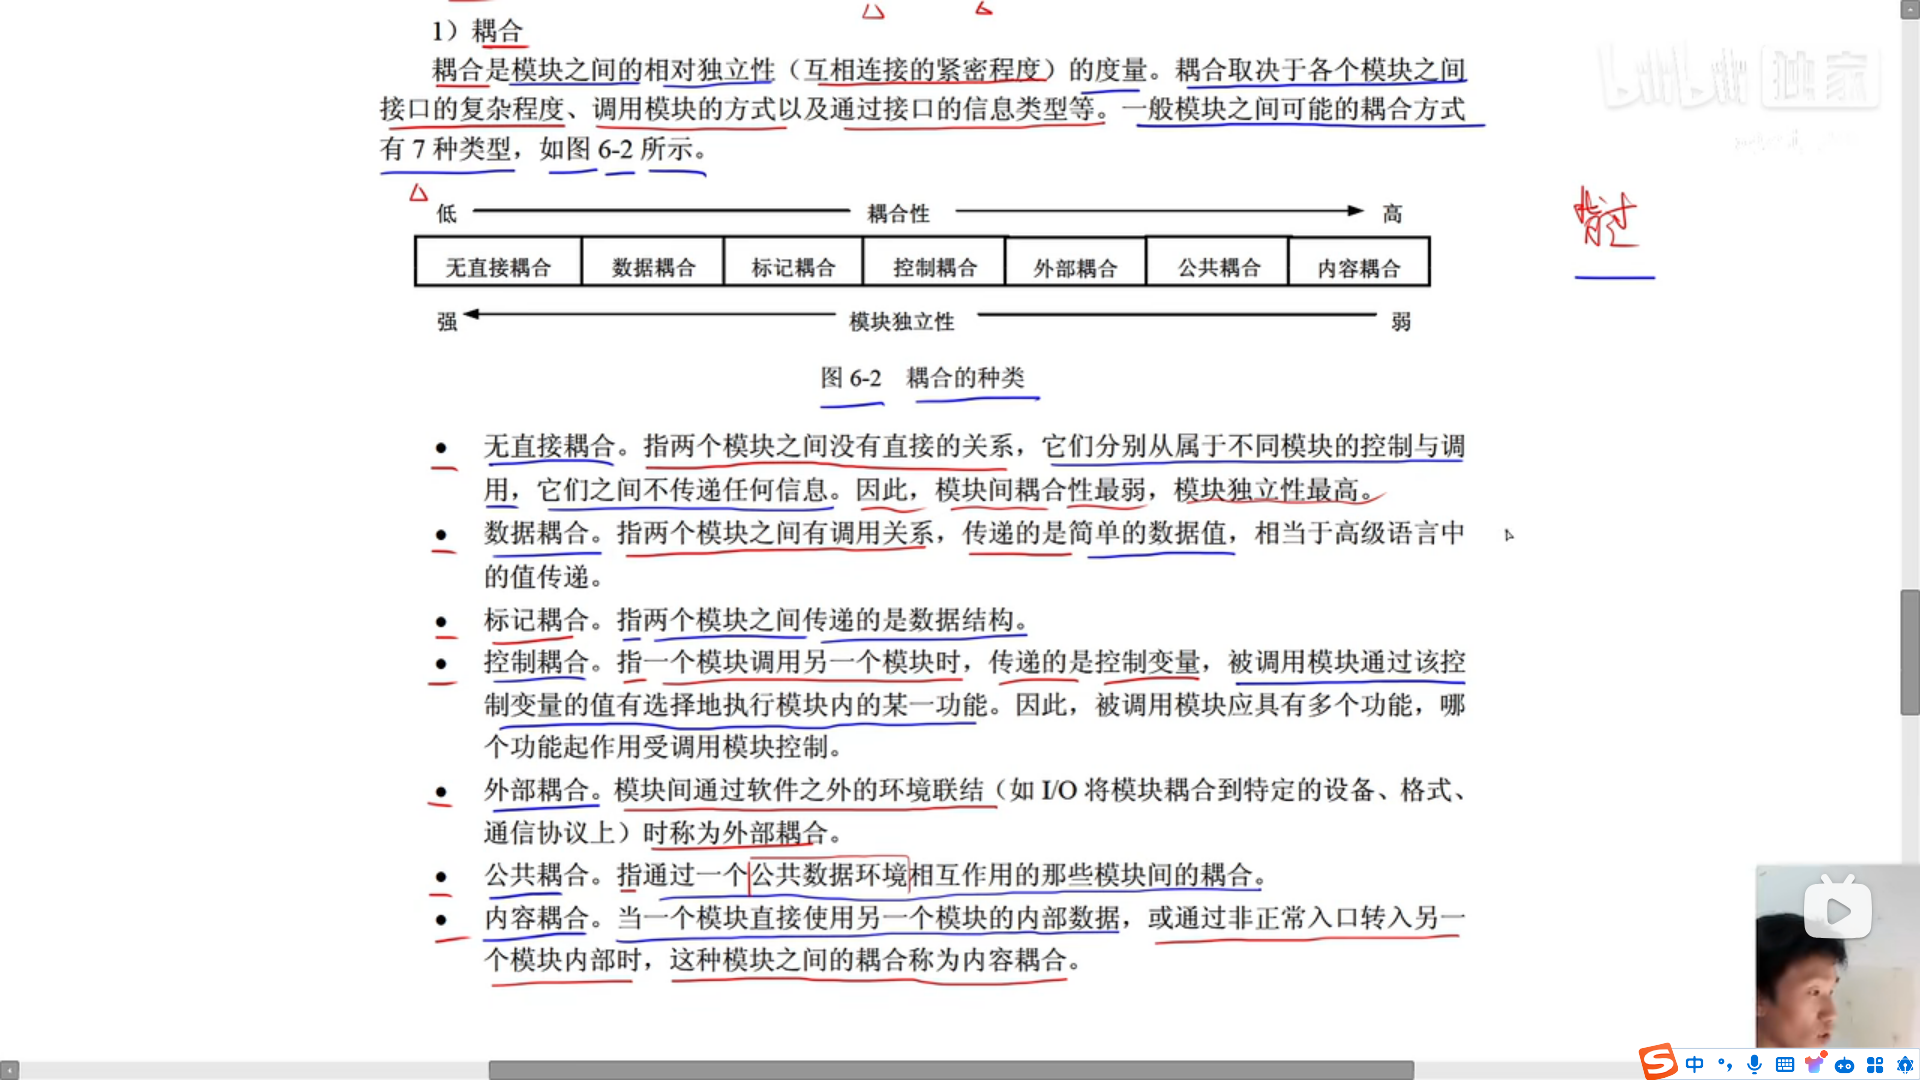 1）耦合
耦合是模块之间的相对独立性（互相连接的紧密程度）的度量。耦合取决于各个模块之间
接口的复杂程度、调用模块的方式以及通过接口的信息类型等。一般模块之间可能的耦合方式
有 7 种类型，如图 6-2 所示。
低 耦合性 高
无直接耦合 数据耦合 标记耦合 控制耦合 外部耦合 公共耦合 内容耦合
强 模块独立性 弱
图 6-2 耦合的种类
● 无直接耦合。指两个模块之间没有直接的关系，它们分别从属于不同模块的控制与调
用，它们之间不传递任何信息。因此，模块间耦合性最弱，模块独立性最高。
● 数据耦合。指两个模块之间有调用关系，传递的是简单的数据值，相当于高级语言中
的值传递。
● 标记耦合。指两个模块之间传递的是数据结构。
● 控制耦合。指一个模块调用另一个模块时，传递的是控制变量，被调用模块通过该控
制变量的值有选择地执行模块内的某一功能。因此，被调用模块应具有多个功能，哪
个功能起作用受调用模块控制。
● 外部耦合。模块间通过软件之外的环境联结（如 I/O 将模块耦合到特定的设备、格式、
通信协议上）时称为外部耦合。
● 公共耦合。指通过一个公共数据环境相互作用的那些模块间的耦合。
● 内容耦合。当一个模块直接使用另一个模块的内部数据，或通过非正常入口转入另一
个模块内部时，这种模块之间的耦合称为内容耦合。
bilibili 独家
中